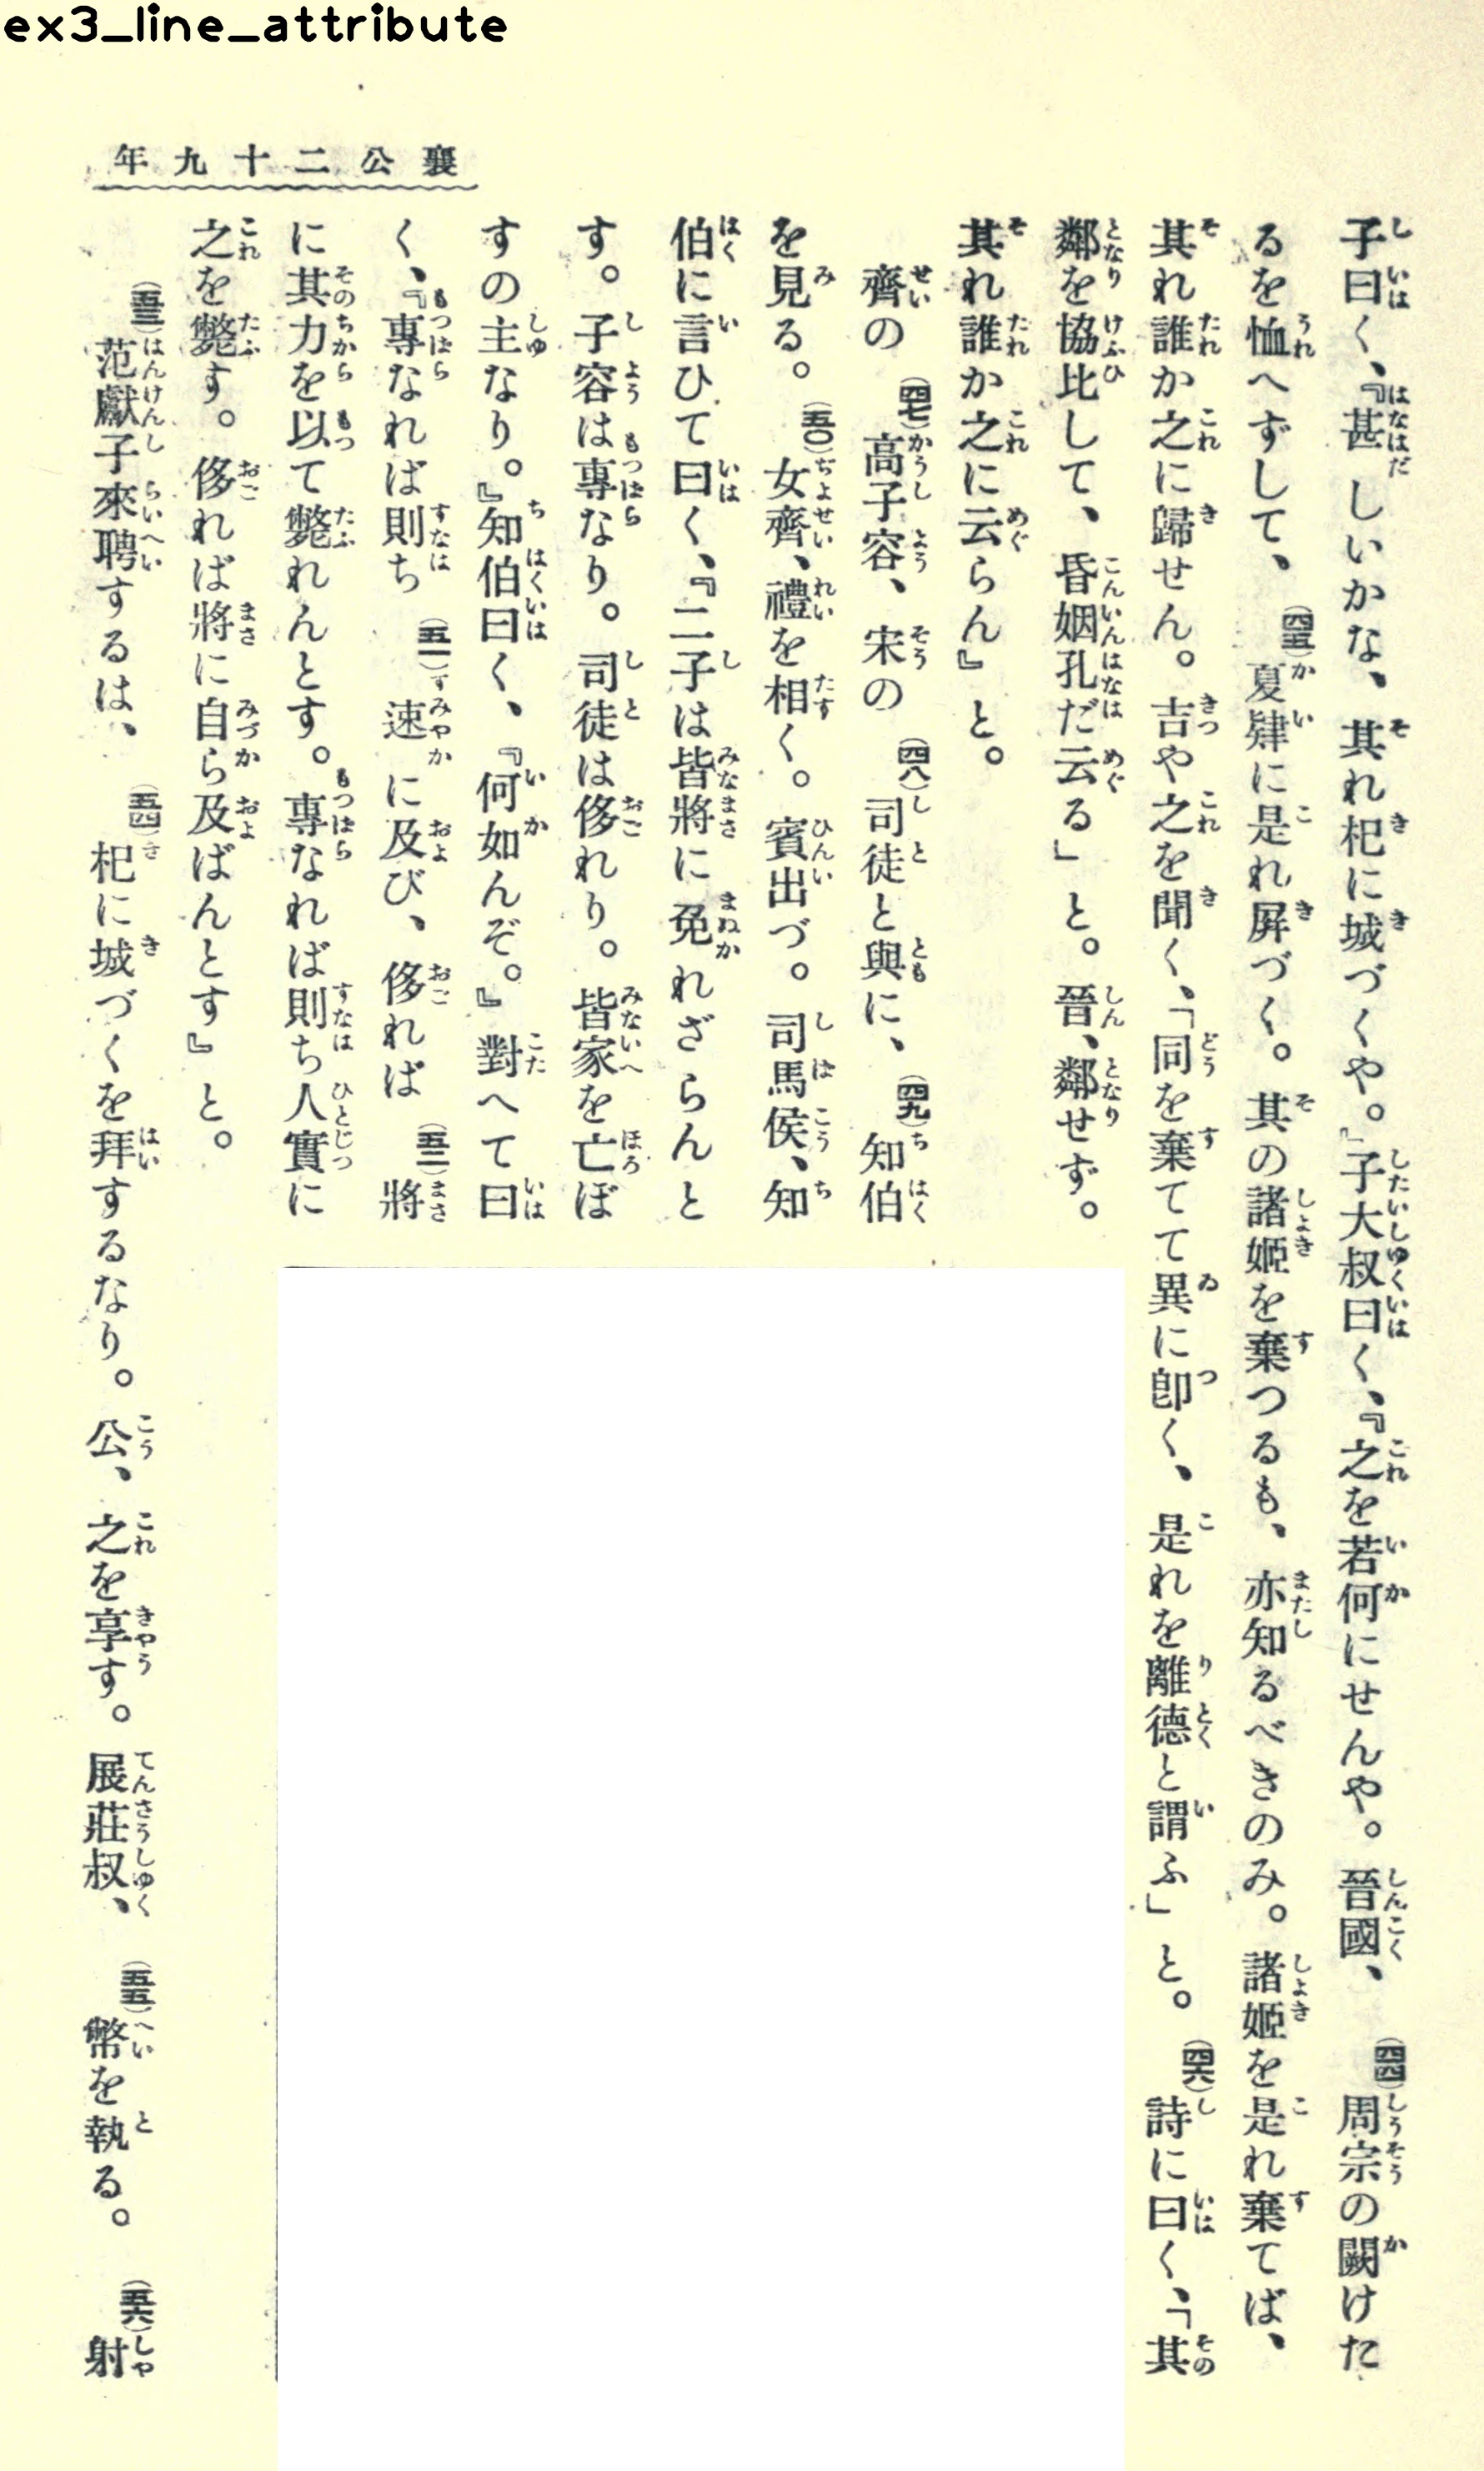 ex3_line_attribute
襄公二十九年
子曰く、『甚しいかな、其れ杞に城づくや。』子大叔曰く、『之を若何にせんや。晉國、(四四)周宗の闕けた
るを恤へずして、(四五)夏肄に是れ屛づく。其の諸姬を棄つるも、亦知るべきのみ。諸姬を是れ棄てば、
其れ誰か之に歸せん。吉や之を聞く、「同を棄てて異に卽く、是れを離德と謂ふ」と。(四六)詩に曰く、「其
鄰を協比して、昏姻孔だ云る」と。晉、鄰せず。
其れ誰か之に云らん』と。
齊の(四七)高子容、宋の(四八)司徒と與に、(四九)知伯
を見る。(五〇)女齊、禮を相く。賓出づ。司馬侯、知
伯に言ひて曰く、『二子は皆將に免れざらんと
す。子容は專なり。司徒は侈れり。皆家を亡ぼ
すの主なり。』知伯曰く、『何如んぞ。』對へて曰
く、『專なれば則ち(五一)速に及び、侈れば(五二)將
に其力を以て斃れんとす。專なれば則ち人實に
之を斃す。侈れば將に自ら及ばんとす』と。
(五三)范獻子來聘するは、(五四)杞に城づくを拜するなり。公、之を享す。展莊叔、(五五)幣を執る。(五六)射